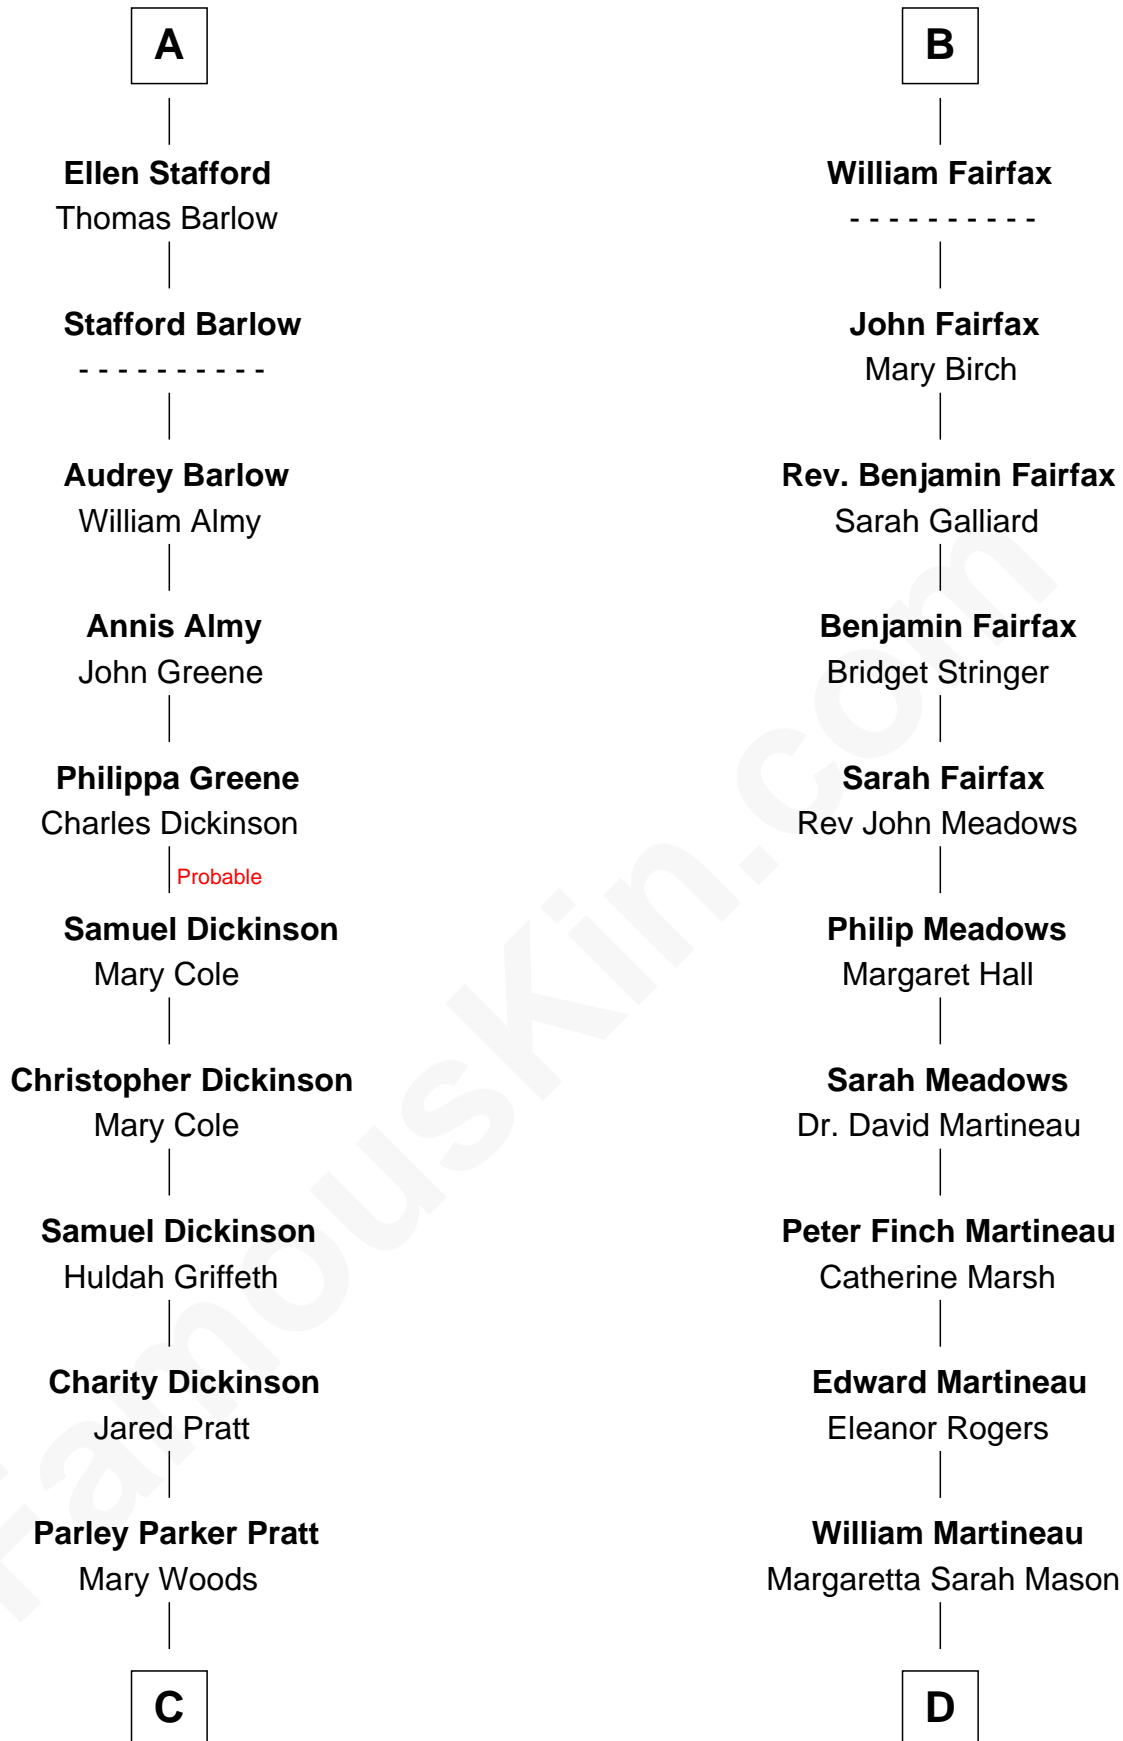 A
Ellen Stafford
Thomas Barlow
Stafford Barlow
- - - - - - - - - -
Audrey Barlow
William Almy
Annis Almy
John Greene
Philippa Greene
Charles Dickinson
Probable
Samuel Dickinson
Mary Cole
Christopher Dickinson
Mary Cole
Samuel Dickinson
Huldah Griffeth
Charity Dickinson
Jared Pratt
Parley Parker Pratt
Mary Woods
C
B
William Fairfax
- - - - - - - - - -
John Fairfax
Mary Birch
Rev. Benjamin Fairfax
Sarah Galliard
Benjamin Fairfax
Bridget Stringer
Sarah Fairfax
Rev John Meadows
Philip Meadows
Margaret Hall
Sarah Meadows
Dr. David Martineau
Peter Finch Martineau
Catherine Marsh
Edward Martineau
Eleanor Rogers
William Martineau
Margaretta Sarah Mason
D
FamousKin.com